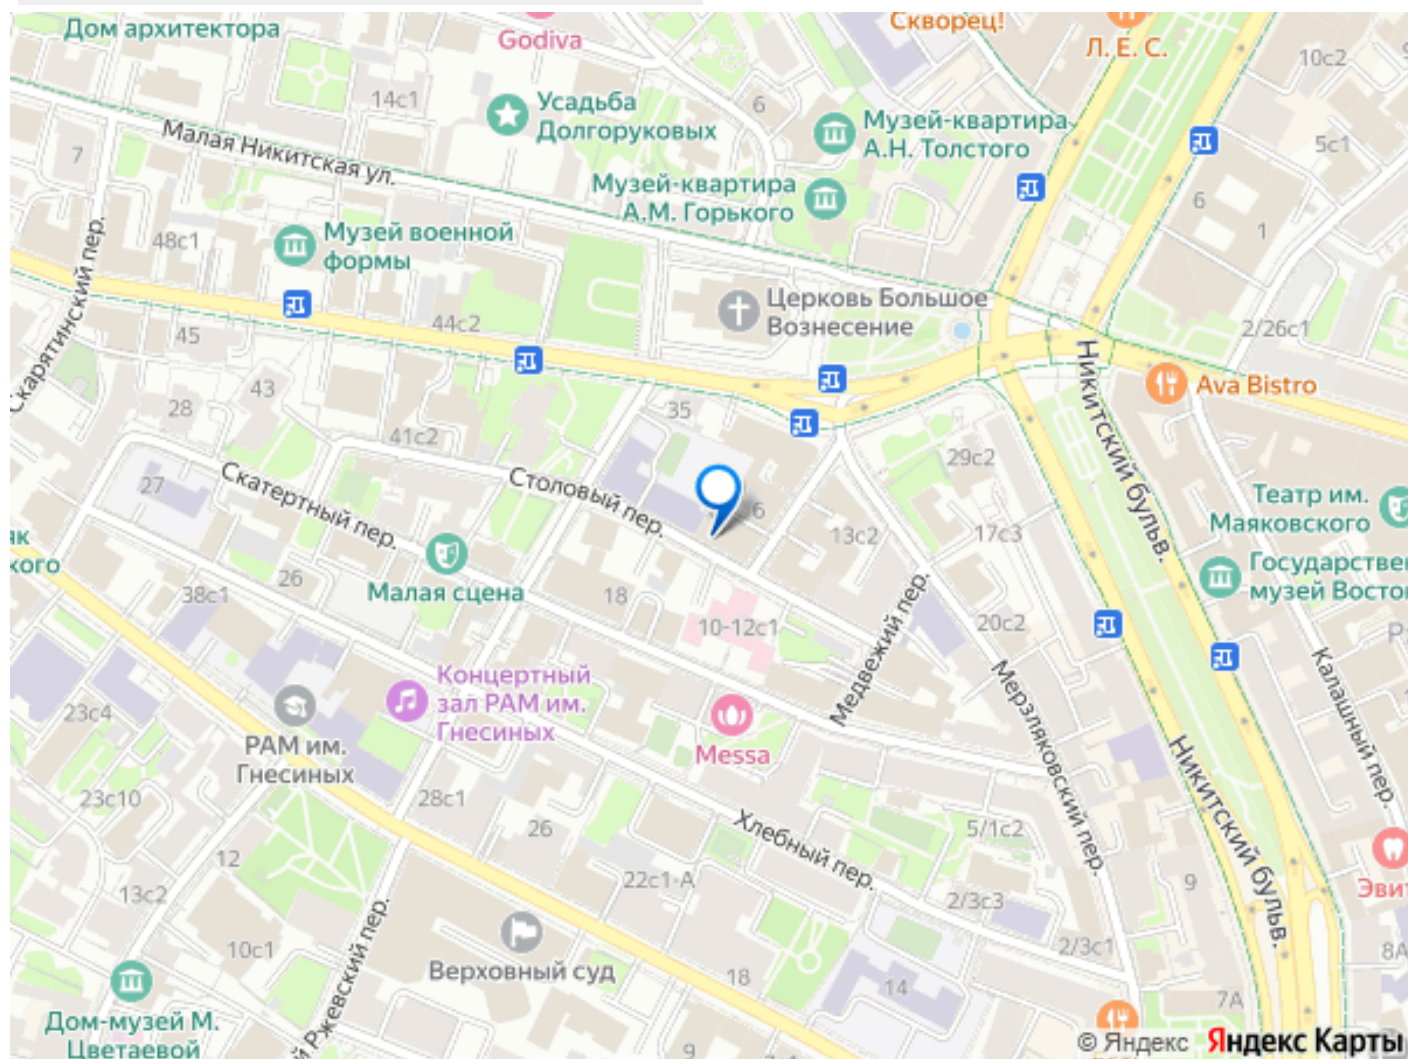 Дом архитектора
Godiva
Скворец!
Л. Е. С.
10с2
14с1
Усадьба
Долгоруковых
6
Музей-квартира
А.Н. Толстого
5с1
Малая Никитская ул.
7
Музей-квартира
А.М. Горького
6
1
48с1
Музей военной
формы
Скарятинский пер.
Церковь Большое
Вознесение
44с2
45
2/26с1
Ava Bistro
43
28
35
41с2
Никитский бульв.
29с2
Скатертный пер.
Столовый пер.
27
Театр им.
Маяковского
6
13с2
17с3
як
кого
Государствен
музей Восто
26
38с1
Малая сцена
18
10-12с1
Медвежий пер.
20с2
Концертный
зал РАМ им.
Гнесиных
Мерзляковский пер.
Калашный пер.
23с4
РАМ им.
Гнесиных
Messa
Никитский бульв.
23с10
28с1
26
Хлебный пер.
5/1с2
12
13с2
22с1-А
9
Эвит
2/3с3
10с1
й Ржевский пер.
Верховный суд
18
14
2/3с1
8А
7А
Дом-музей М.
Цветаевой
9
© Яндекс Яндекс Карты